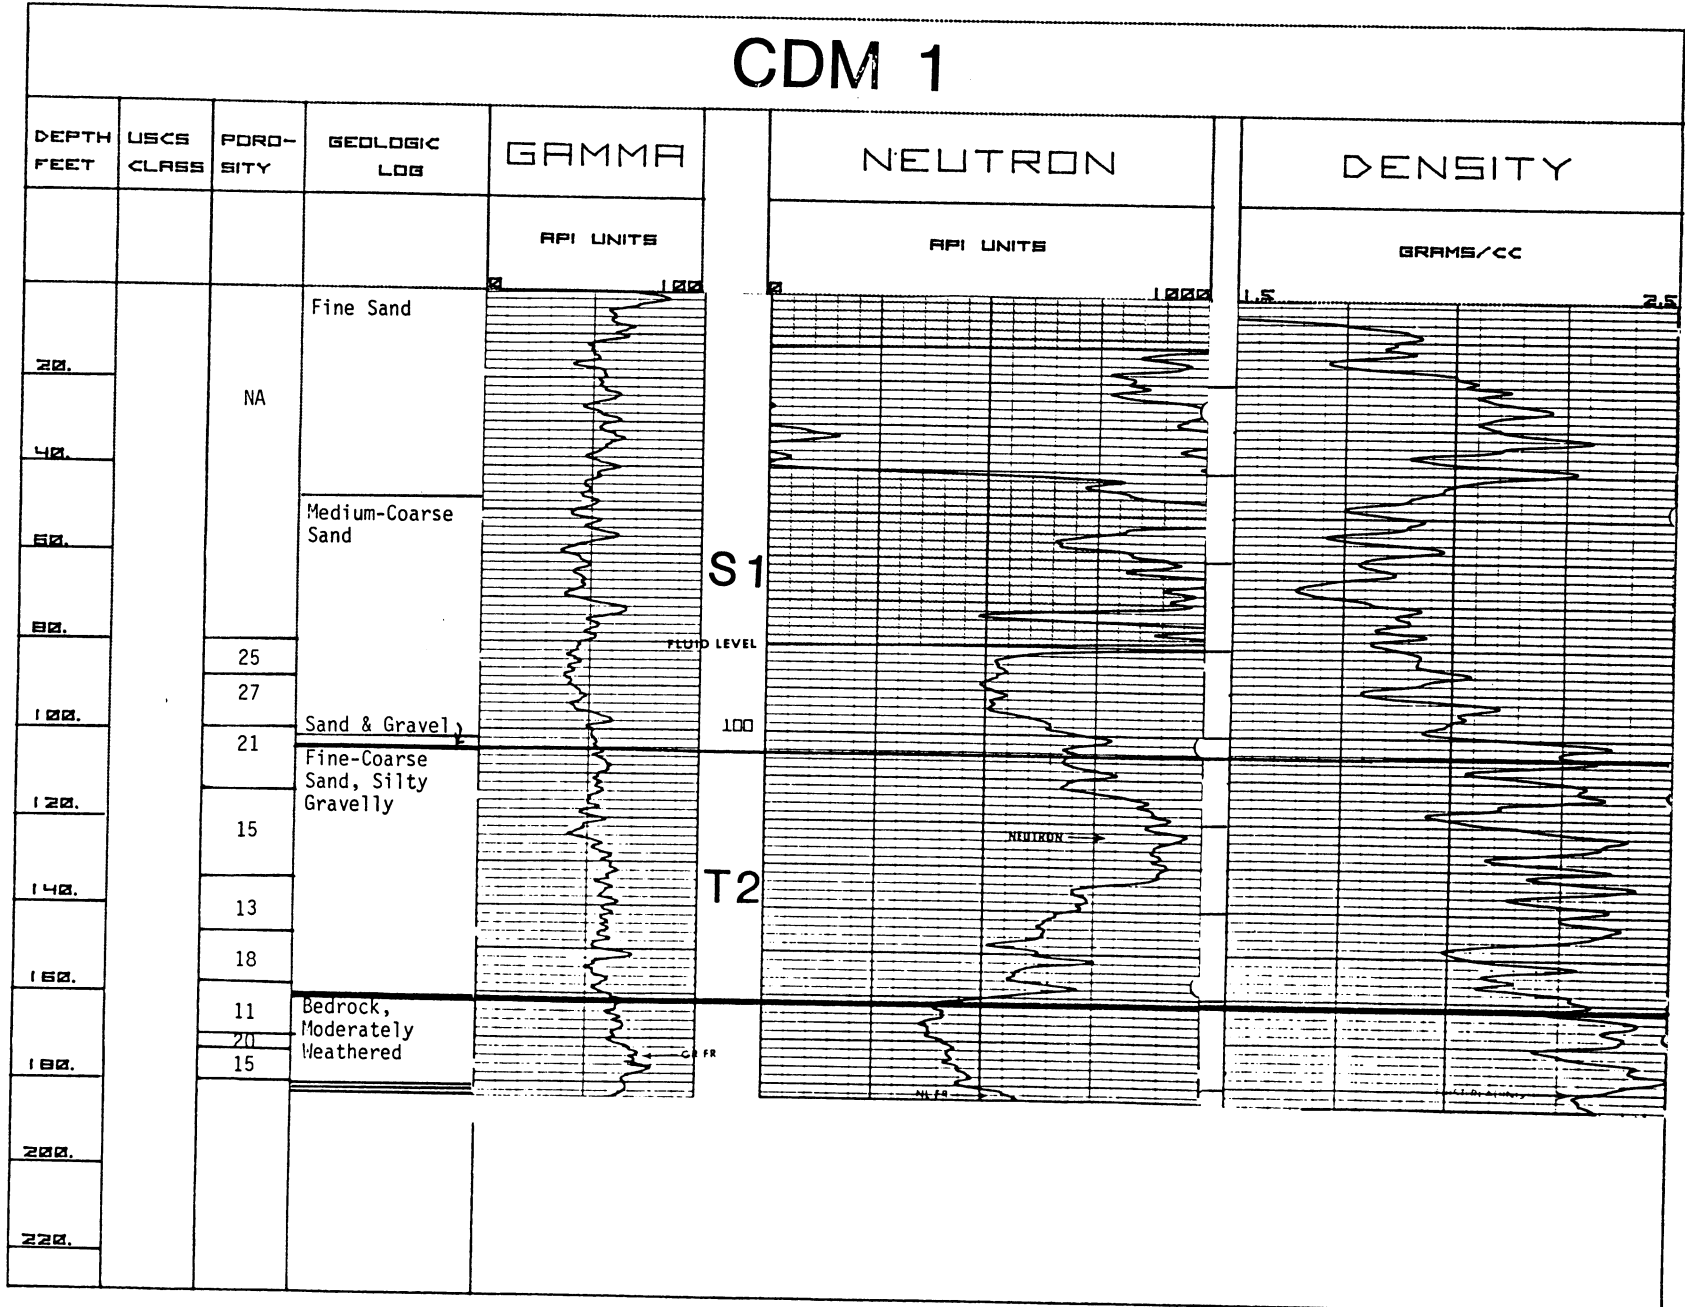 CDM 1
DEPTH FEET
USCS CLASS
PORO-SITY
GEOLOGIC LOG
GAMMA
NEUTRON
DENSITY
API UNITS
API UNITS
GRAMS/CC
0 100
0 1000
1.5 2.5
Fine Sand
20.
NA
40.
Medium-Coarse
Sand
60.
S1
80.
FLUID LEVEL
25
27
100.
Sand & Gravel
100
21
Fine-Coarse
Sand, Silty
Gravelly
120.
15
NEUTRON
140.
T2
13
18
160.
Bedrock,
11
Moderately
20
Weathered
GR FR
180.
15
200.
220.